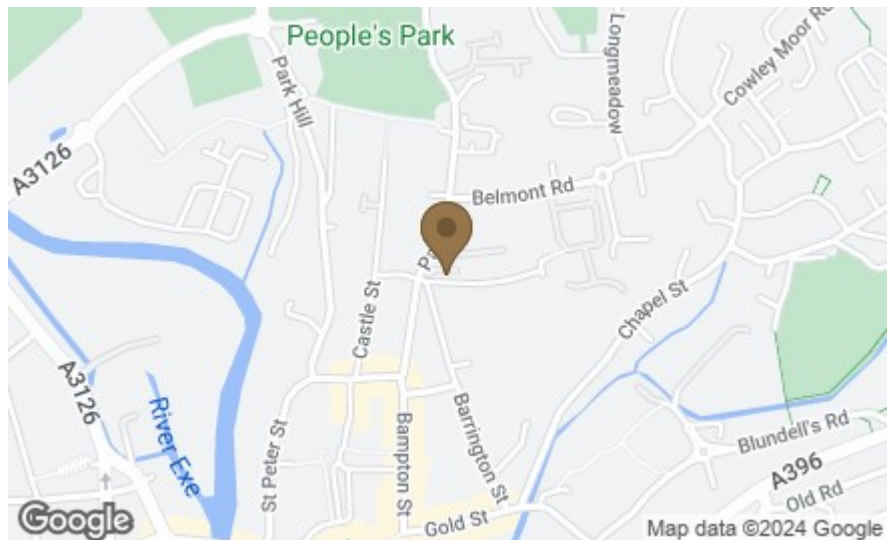 People's Park
Longmeadow
Cowley Moor Rd
Park Hill
A3126
Belmont Rd
Castle St
Chapel St
A3126
River Exe
St Peter St
Bampton St
Barrington St
Blundell's Rd
A396
Old Rd
Gold St
Google
Map data ©2024 Google